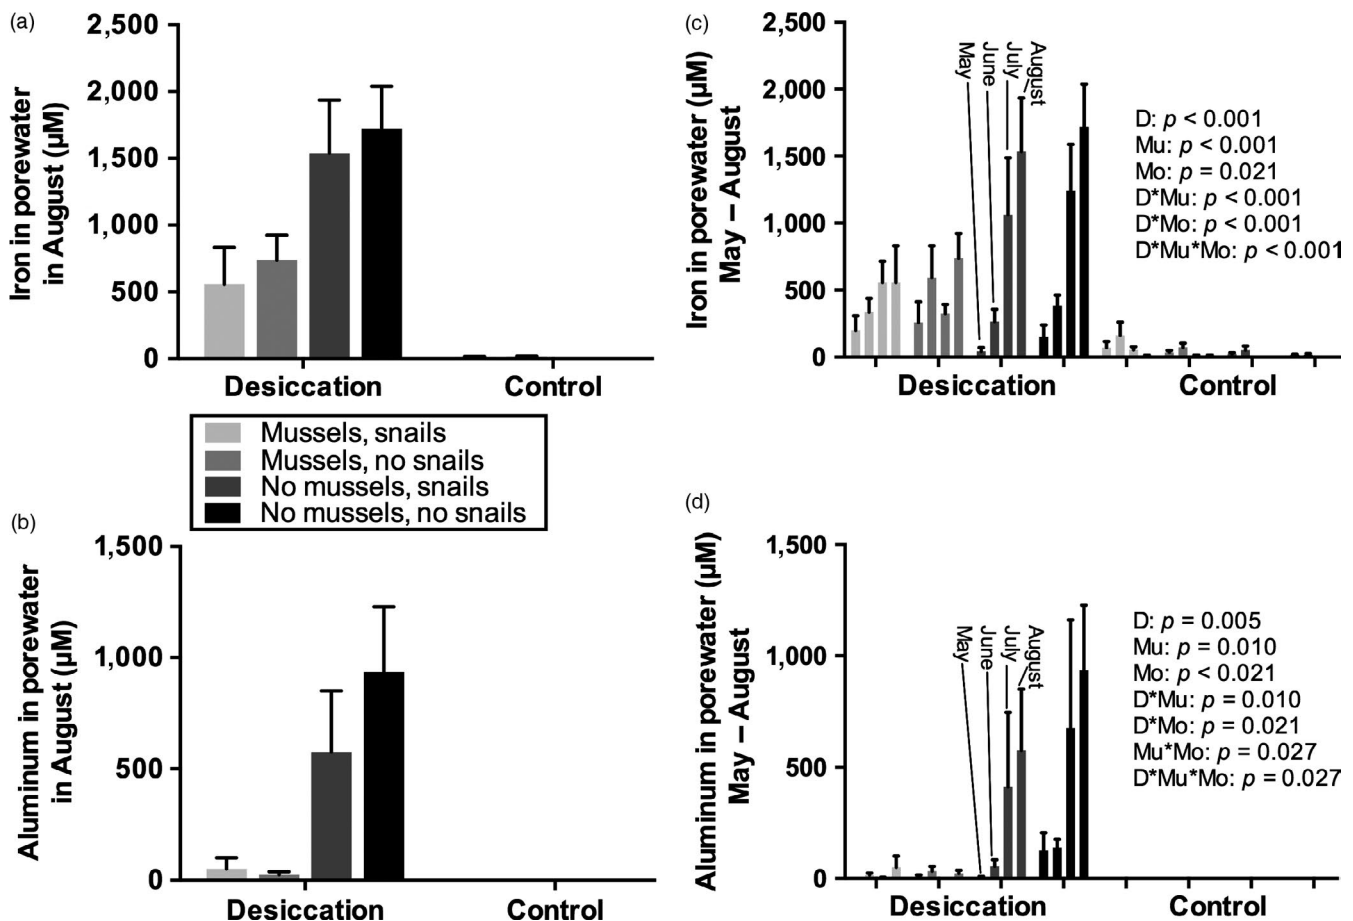 (a)
Iron in porewater
in August (µM)
2,500
2,000
1,500
1,000
500
0
Desiccation
Control
Mussels, snails
Mussels, no snails
No mussels, snails
No mussels, no snails
(b)
Aluminum in porewater
in August (µM)
1,500
1,000
500
0
Desiccation
Control
(c)
Iron in porewater (µM)
May – August
2,500
2,000
1,500
1,000
500
0
May
June
July
August
D: p < 0.001
Mu: p < 0.001
Mo: p = 0.021
D*Mu: p < 0.001
D*Mo: p < 0.001
D*Mu*Mo: p < 0.001
Desiccation
Control
(d)
Aluminum in porewater (µM)
May – August
1,500
1,000
500
0
May
June
July
August
D: p = 0.005
Mu: p = 0.010
Mo: p < 0.021
D*Mu: p = 0.010
D*Mo: p = 0.021
Mu*Mo: p = 0.027
D*Mu*Mo: p = 0.027
Desiccation
Control